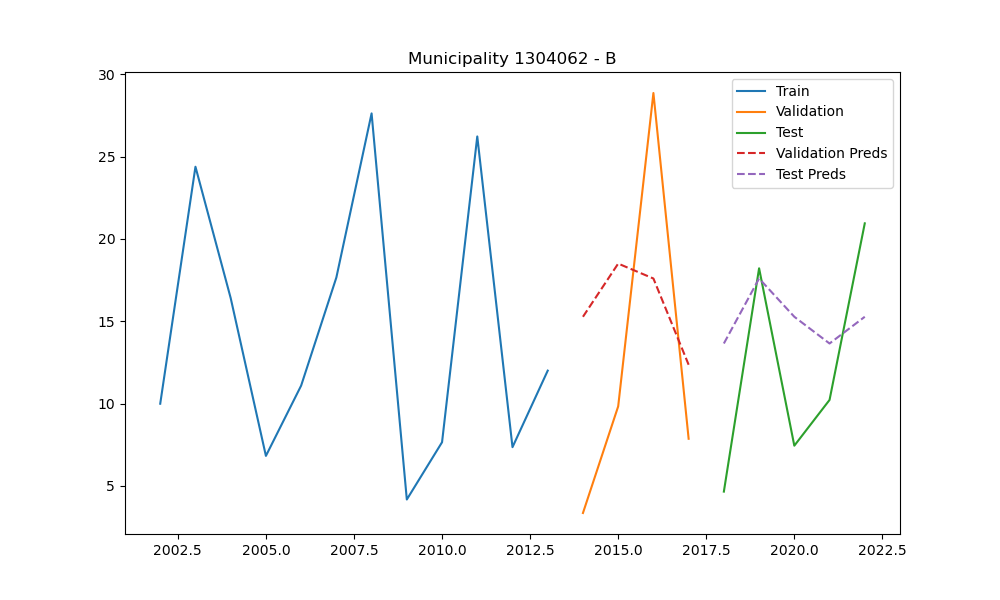 Municipality 1304062 - B
30
25
20
15
10
5
2002.5 2005.0 2007.5 2010.0 2012.5 2015.0 2017.5 2020.0 2022.5
Train
Validation
Test
Validation Preds
Test Preds